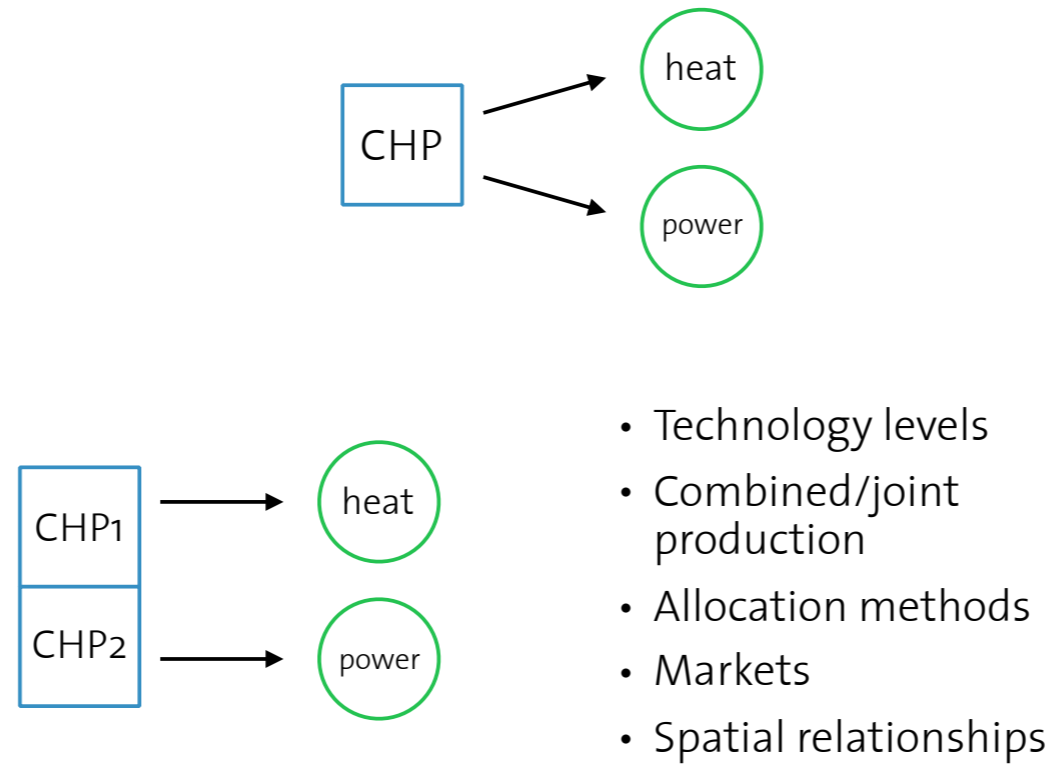 heat
CHP
power
CHP1
heat
CHP2
power
• Technology levels
• Combined/joint
production
• Allocation methods
• Markets
• Spatial relationships